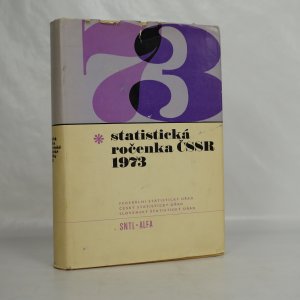 73
* statistická
ročenka ČSSR
1973
FEDERÁLNÍ STATISTICKÝ ÚŘAD
ČESKÝ STATISTICKÝ ÚŘAD
SLOVENSKÝ ŠTATISTICKÝ ÚRAD
SNTL - ALFA